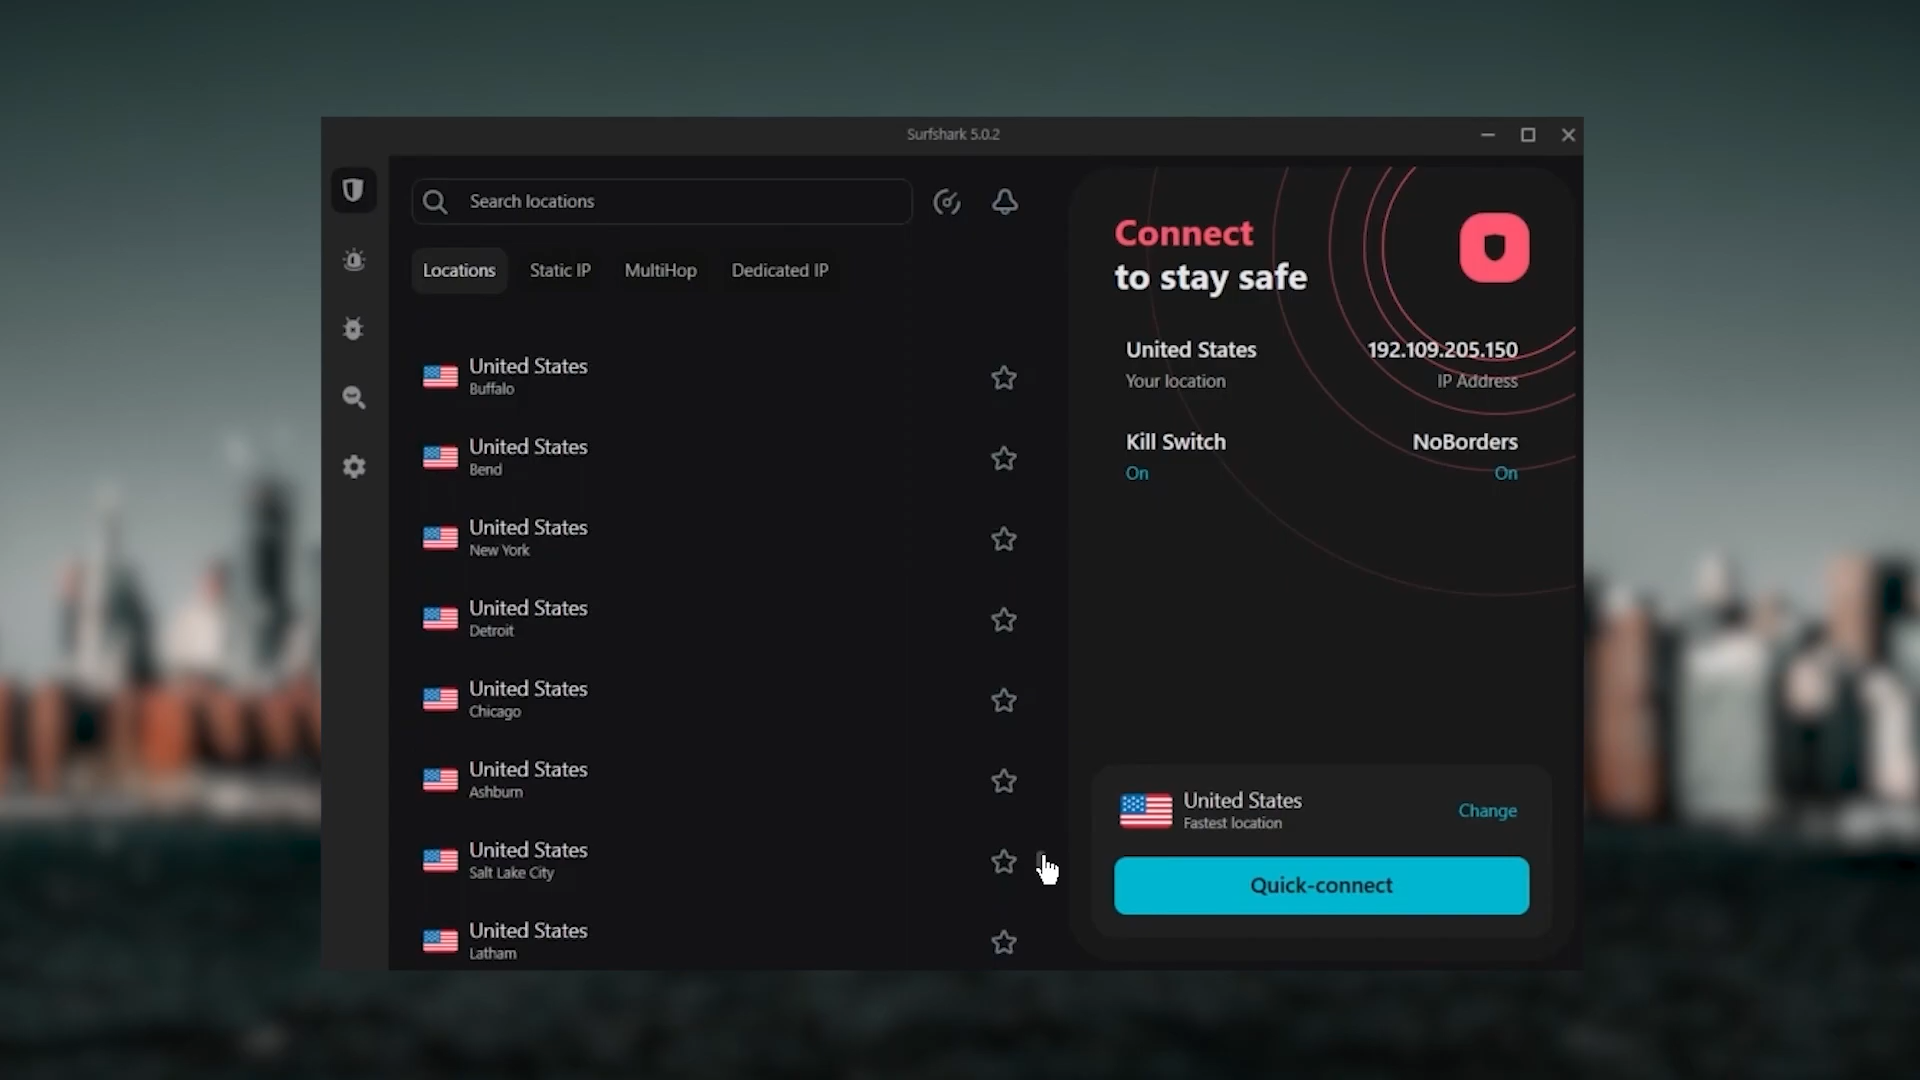 Surfshark 5.0.2
Search locations
Locations
Static IP
MultiHop
Dedicated IP
United States
Buffalo
United States
Bend
United States
New York
United States
Detroit
United States
Chicago
United States
Ashburn
United States
Salt Lake City
United States
Latham
Connect
to stay safe
United States
192.109.205.150
Your location
IP Address
Kill Switch
NoBorders
On
On
United States
Fastest location
Change
Quick-connect